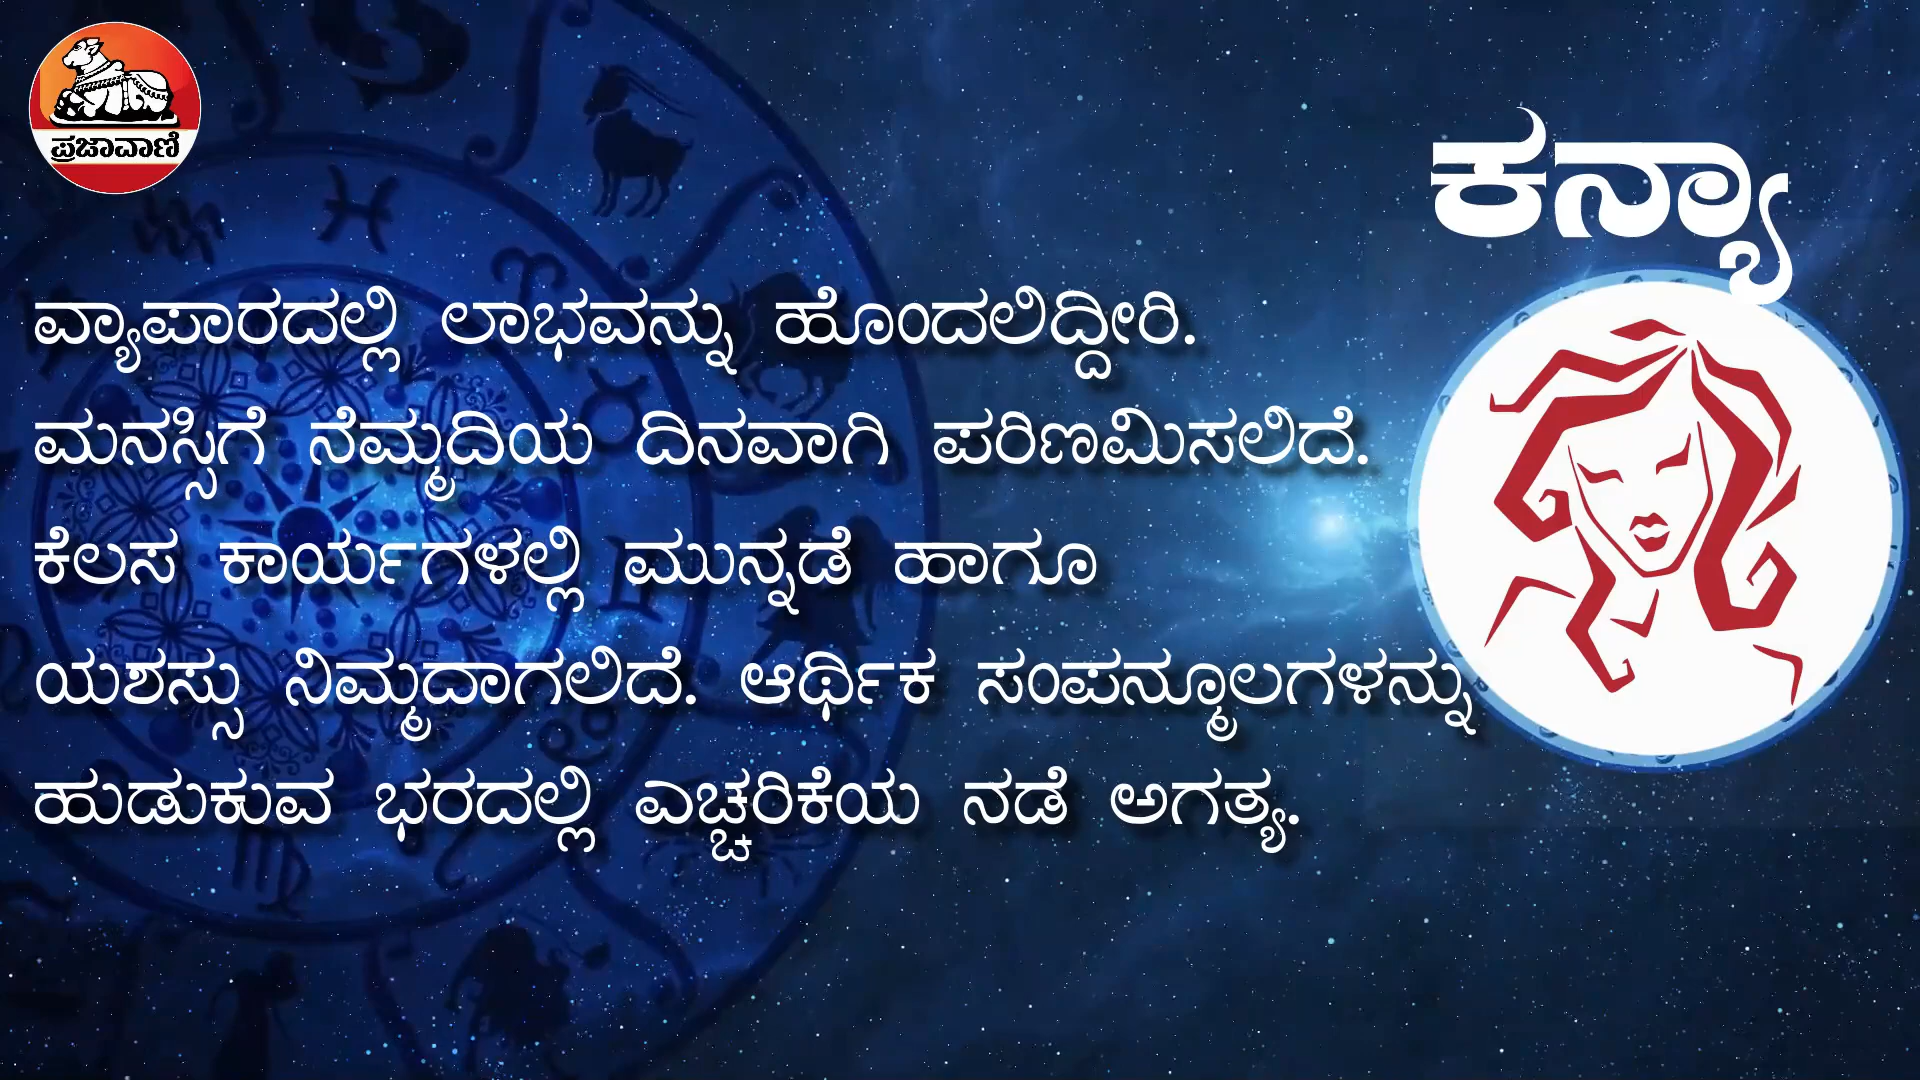 ಪ್ರಜಾವಾಣಿ
ಕನ್ಯಾ
ವ್ಯಾಪಾರದಲ್ಲಿ ಲಾಭವನ್ನು ಹೊಂದಲಿದ್ದೀರಿ.
ಮನಸ್ಸಿಗೆ ನೆಮ್ಮದಿಯ ದಿನವಾಗಿ ಪರಿಣಮಿಸಲಿದೆ.
ಕೆಲಸ ಕಾರ್ಯಗಳಲ್ಲಿ ಮುನ್ನಡೆ ಹಾಗೂ
ಯಶಸ್ಸು ನಿಮ್ಮದಾಗಲಿದೆ. ಆರ್ಥಿಕ ಸಂಪನ್ಮೂಲಗಳನ್ನು
ಹುಡುಕುವ ಭರದಲ್ಲಿ ಎಚ್ಚರಿಕೆಯ ನಡೆ ಅಗತ್ಯ.